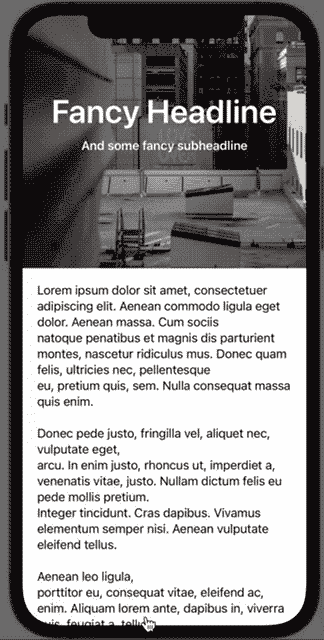 Fancy Headline
And some fancy subheadline
Lorem ipsum dolor sit amet, consectetuer
adipiscing elit. Aenean commodo ligula eget
dolor. Aenean massa. Cum sociis
natoque penatibus et magnis dis parturient
montes, nascetur ridiculus mus. Donec quam
felis, ultricies nec, pellentesque
eu, pretium quis, sem. Nulla consequat massa
quis enim.
Donec pede justo, fringilla vel, aliquet nec,
vulputate eget,
arcu. In enim justo, rhoncus ut, imperdiet a,
venenatis vitae, justo. Nullam dictum felis eu
pede mollis pretium.
Integer tincidunt. Cras dapibus. Vivamus
elementum semper nisi. Aenean vulputate
eleifend tellus.
Aenean leo ligula,
porttitor eu, consequat vitae, eleifend ac,
enim. Aliquam lorem ante, dapibus in, viverra
quis, feugiat a,